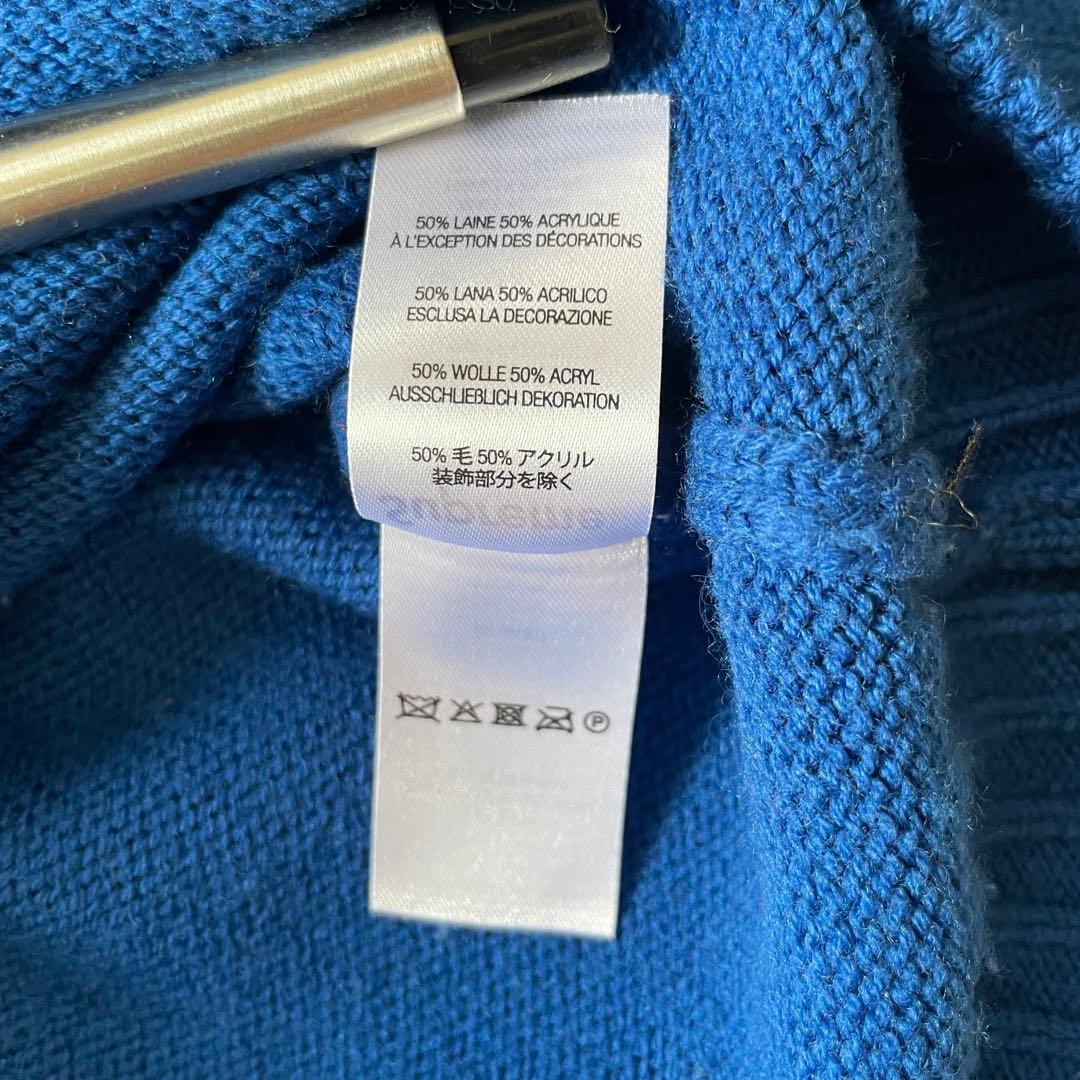 50% LAINE 50% ACRYLIQUE
À L'EXCEPTION DES DÉCORATIONS
50% LANA 50% ACRILICO
ESCLUSA LA DECORAZIONE
50% WOLLE 50% ACRYL
AUSSCHLIEßLICH DEKORATION
50% 毛 50% アクリル
装飾部分を除く
Supreme
P